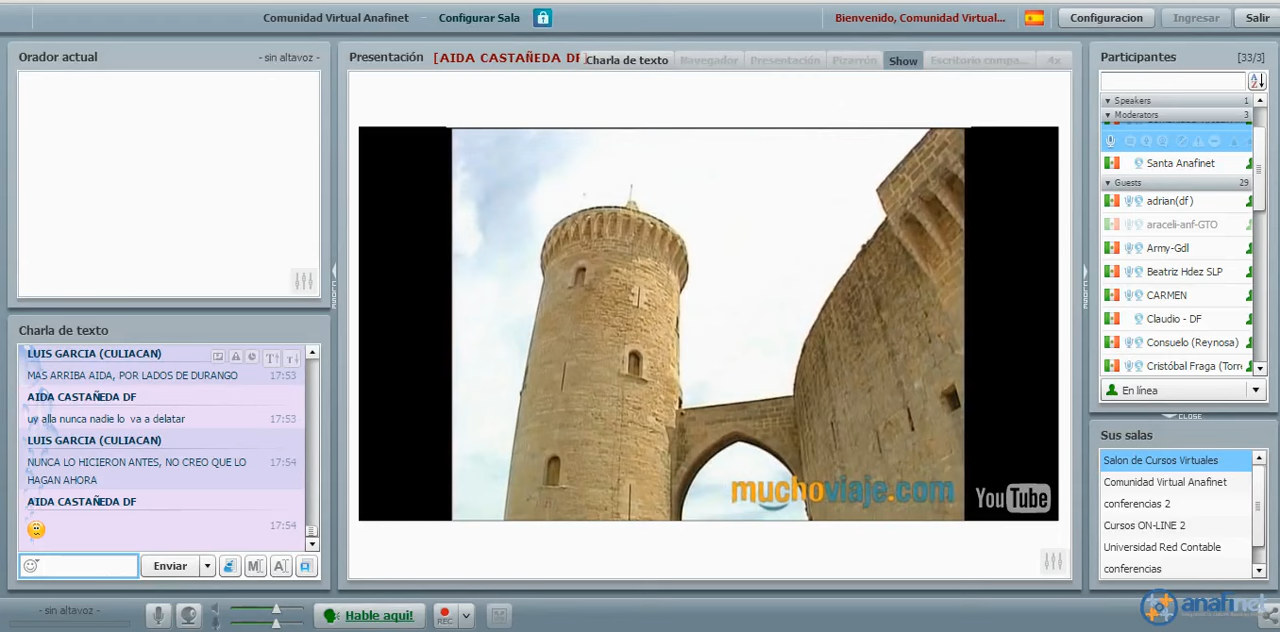 Comunidad Virtual Anafinet
Configurar Sala
Bienvenido, Comunidad Virtual...
Configuracion
Ingresar
Salir
Orador actual
- sin altavoz -
Presentación
[AIDA CASTAÑEDA DF
Charla de texto
Navegador
Presentación
Pizarrón
Show
Escritorio compa...
4x
Participantes
[33/3]
Speakers 1
Moderators 3
Santa Anafinet
Guests 29
adrian(df)
araceli-anf-GTO
Army-Gdl
Beatriz Hdez SLP
CARMEN
Claudio - DF
Consuelo (Reynosa)
Cristóbal Fraga (Torre
En línea
CLOSE
Sus salas
Salon de Cursos Virtuales
Comunidad Virtual Anafinet
conferencias 2
Cursos ON-LINE 2
Universidad Red Contable
conferencias
Charla de texto
LUIS GARCIA (CULIACAN)
MAS ARRIBA AIDA, POR LADOS DE DURANGO 17:53
AIDA CASTAÑEDA DF
uy alla nunca nadie lo va a delatar 17:53
LUIS GARCIA (CULIACAN)
NUNCA LO HICIERON ANTES, NO CREO QUE LO 17:54
HAGAN AHORA
AIDA CASTAÑEDA DF
17:54
Enviar
muchoviaje.com
YouTube
- sin altavoz -
Hable aqui!
REC
anafinet